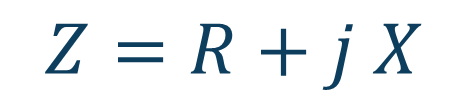 Z = R + j X